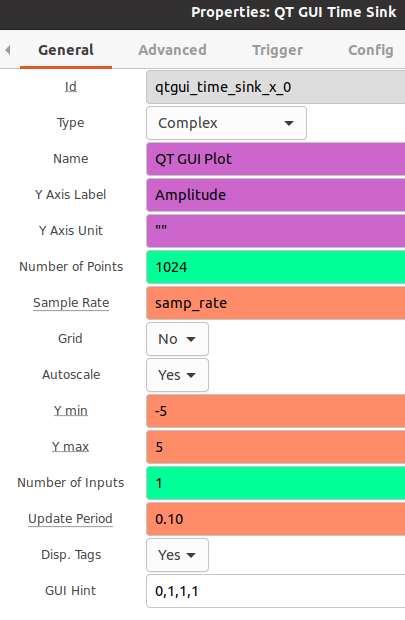 Properties: QT GUI Time Sink
General Advanced Trigger Config
Id qtgui_time_sink_x_0
Type Complex
Name QT GUI Plot
Y Axis Label Amplitude
Y Axis Unit ""
Number of Points 1024
Sample Rate samp_rate
Grid No
Autoscale Yes
Y min -5
Y max 5
Number of Inputs 1
Update Period 0.10
Disp. Tags Yes
GUI Hint 0,1,1,1